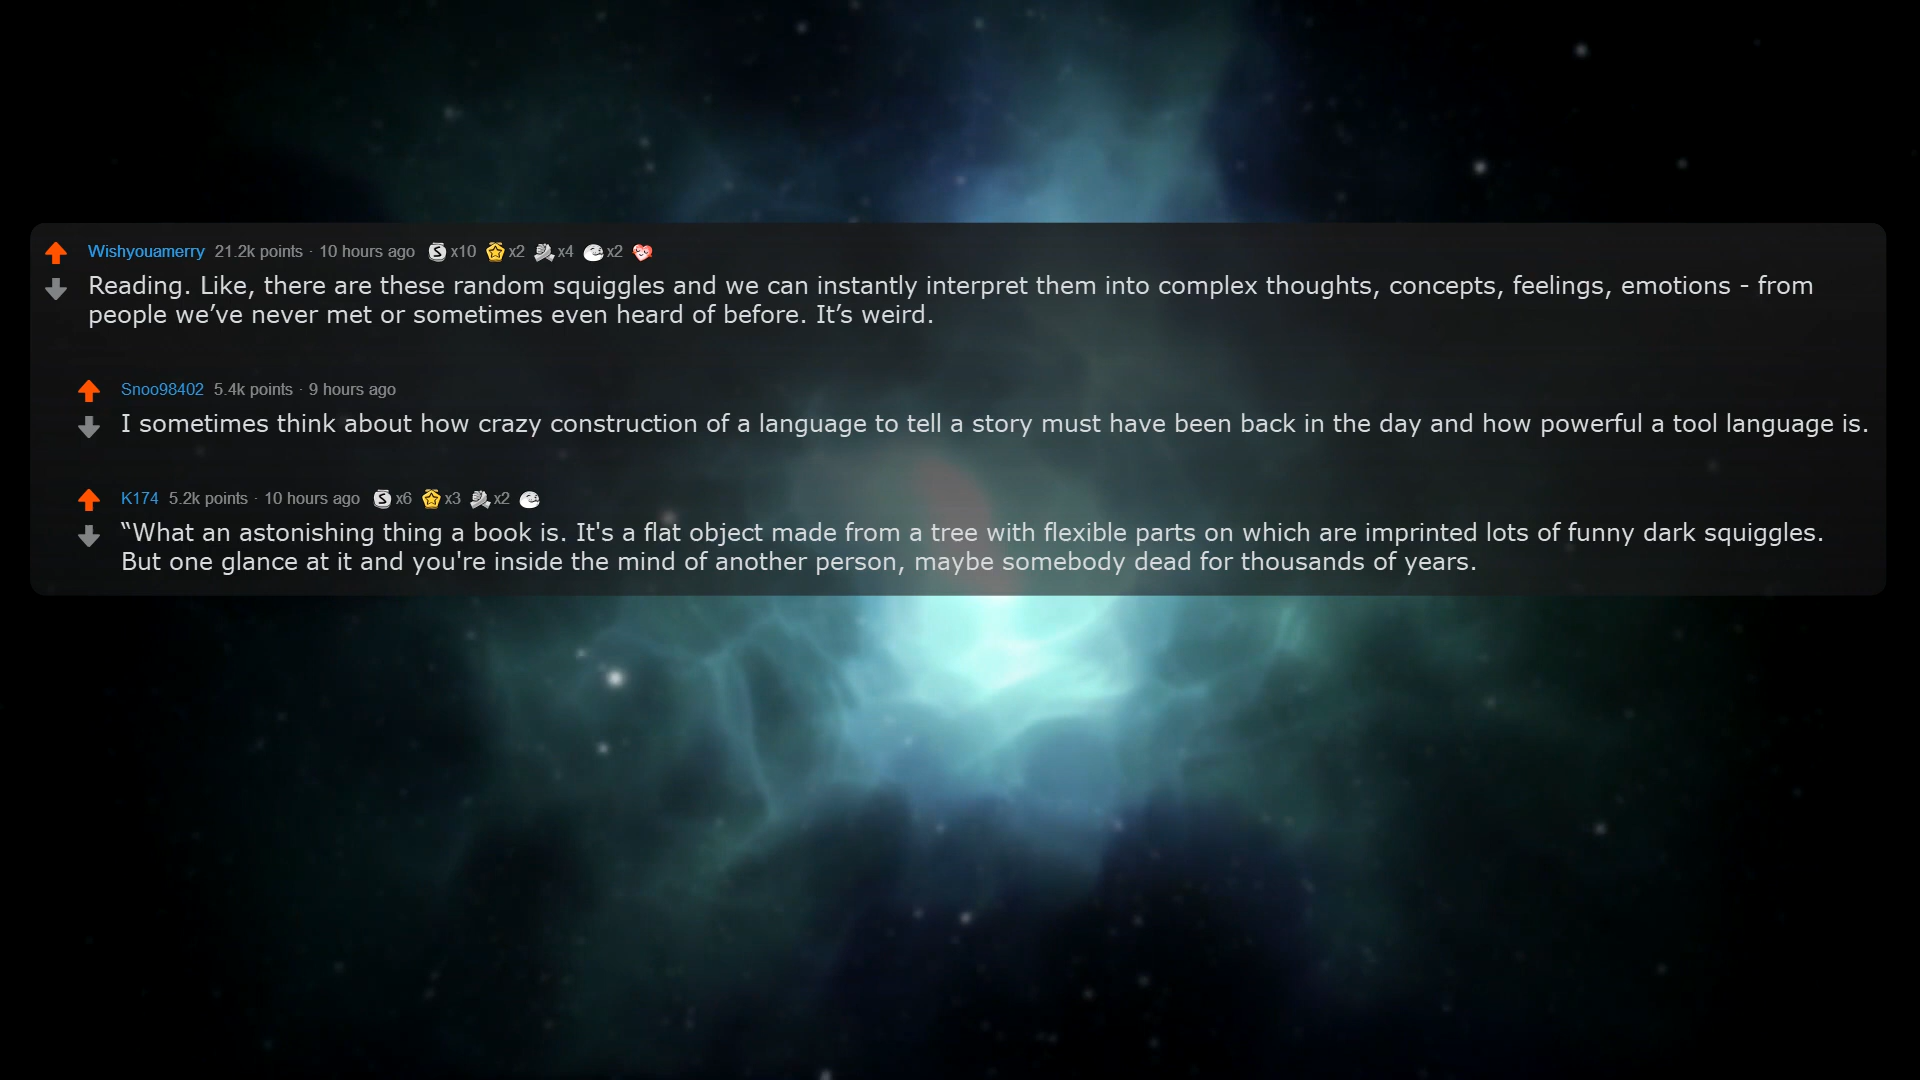 Wishyouamerry 21.2k points · 10 hours ago x10 x2 x4 x2
Reading. Like, there are these random squiggles and we can instantly interpret them into complex thoughts, concepts, feelings, emotions - from
people we’ve never met or sometimes even heard of before. It’s weird.
Snoo98402 5.4k points · 9 hours ago
I sometimes think about how crazy construction of a language to tell a story must have been back in the day and how powerful a tool language is.
K174 5.2k points · 10 hours ago x6 x3 x2
“What an astonishing thing a book is. It's a flat object made from a tree with flexible parts on which are imprinted lots of funny dark squiggles.
But one glance at it and you're inside the mind of another person, maybe somebody dead for thousands of years.